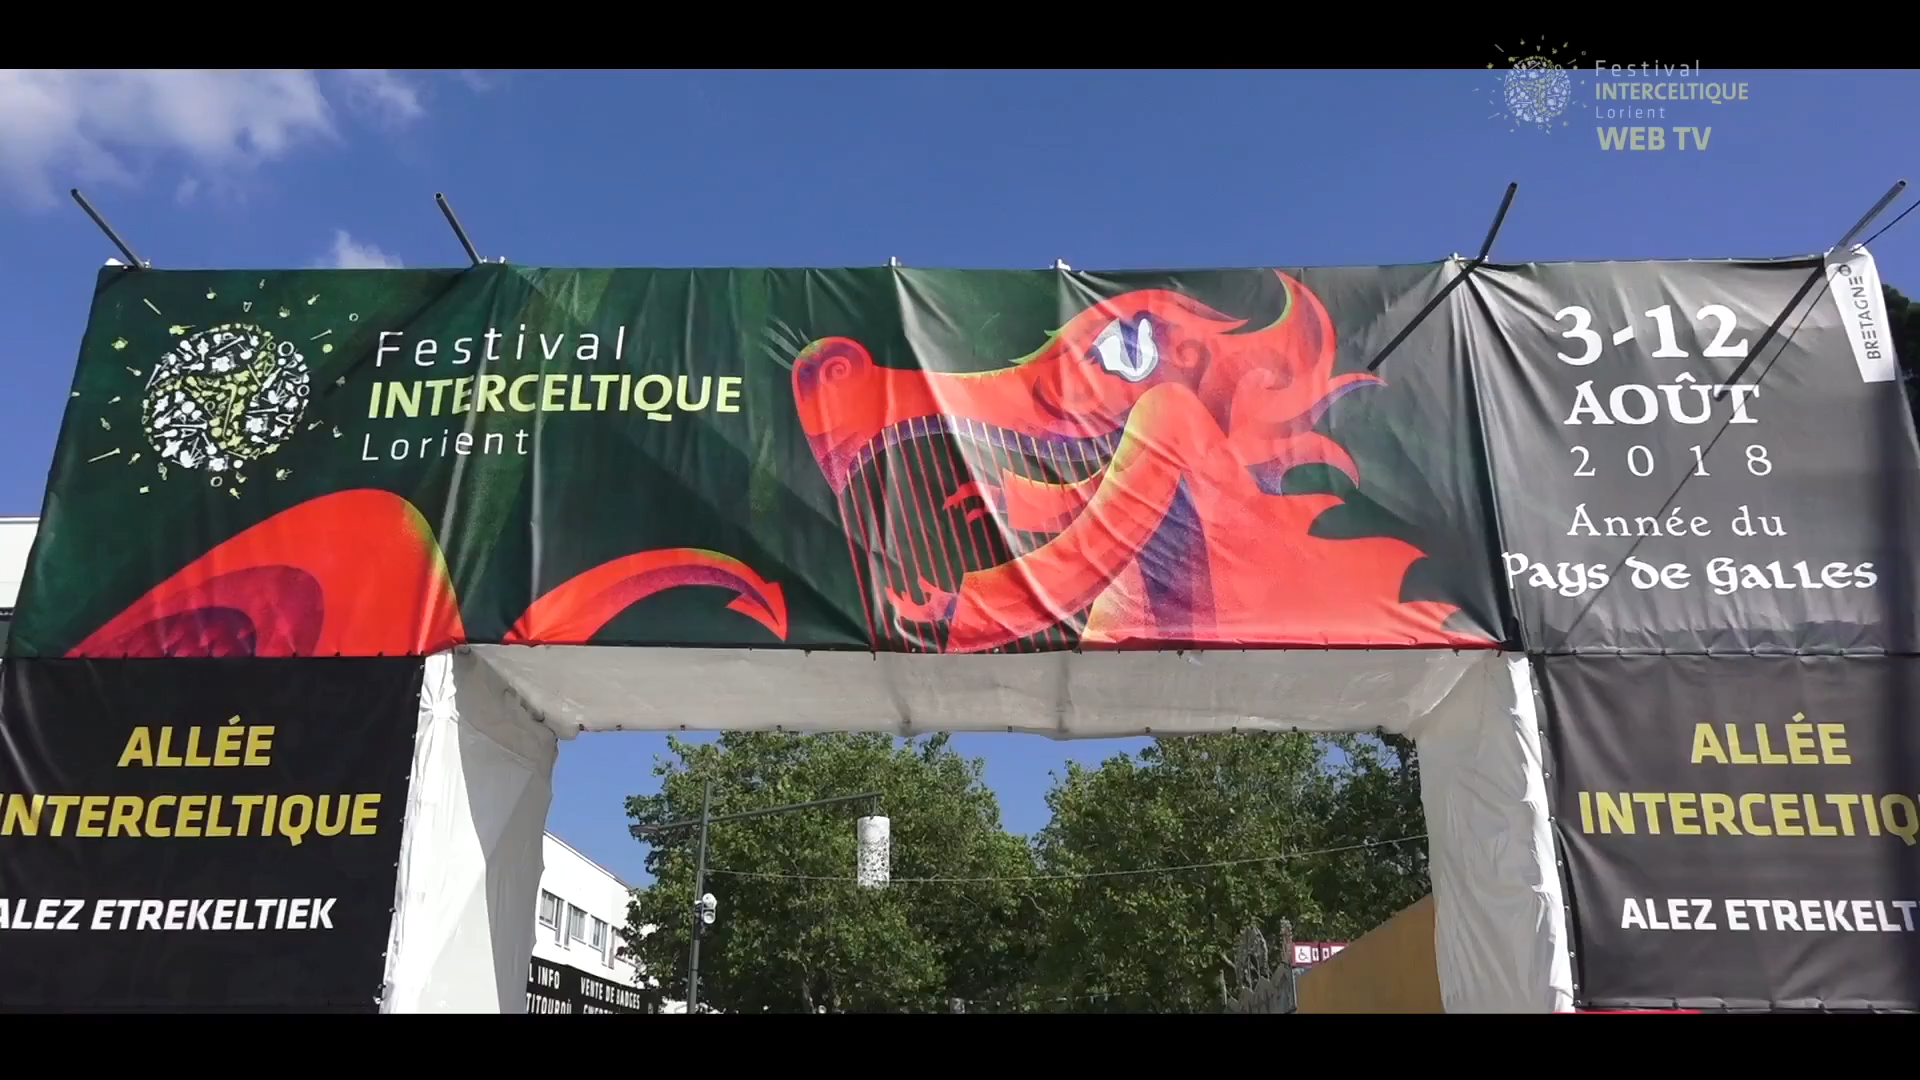 Festival
INTERCELTIQUE
Lorient
WEB TV
Festival
INTERCELTIQUE
Lorient
3-12
AOÛT
2018
Année du
Pays de Galles
BRETAGNE
ALLÉE
INTERCELTIQUE
ALEZ ETREKELTIEK
ALLÉE
INTERCELTIQ
ALEZ ETREKELT
L INFO
VENTE DE BADGES